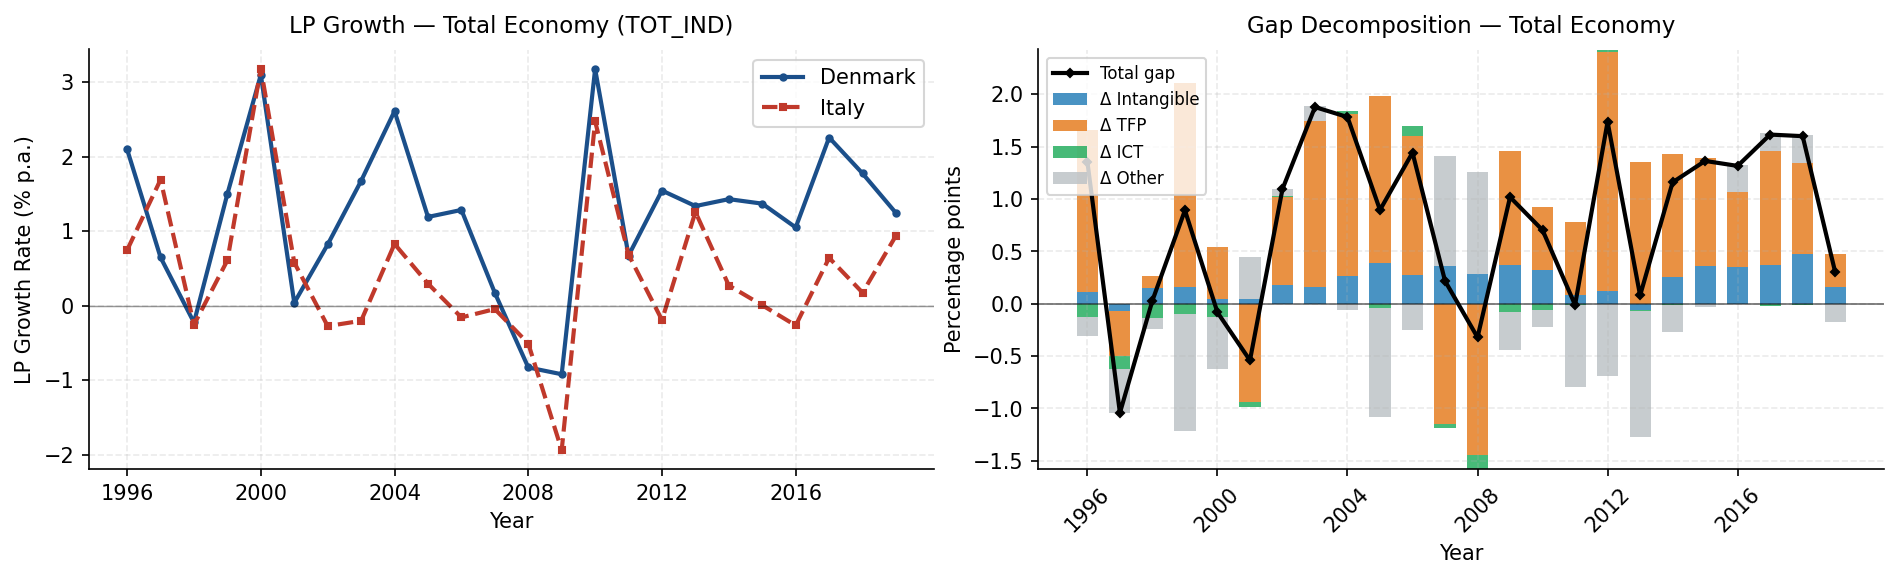 LP Growth — Total Economy (TOT_IND)
LP Growth Rate (% p.a.)
3
2
1
0
−1
−2
Denmark
Italy
1996
2000
2004
2008
2012
2016
Year
Gap Decomposition — Total Economy
Percentage points
2.0
1.5
1.0
0.5
0.0
−0.5
−1.0
−1.5
Total gap
Δ Intangible
Δ TFP
Δ ICT
Δ Other
1996
2000
2004
2008
2012
2016
Year